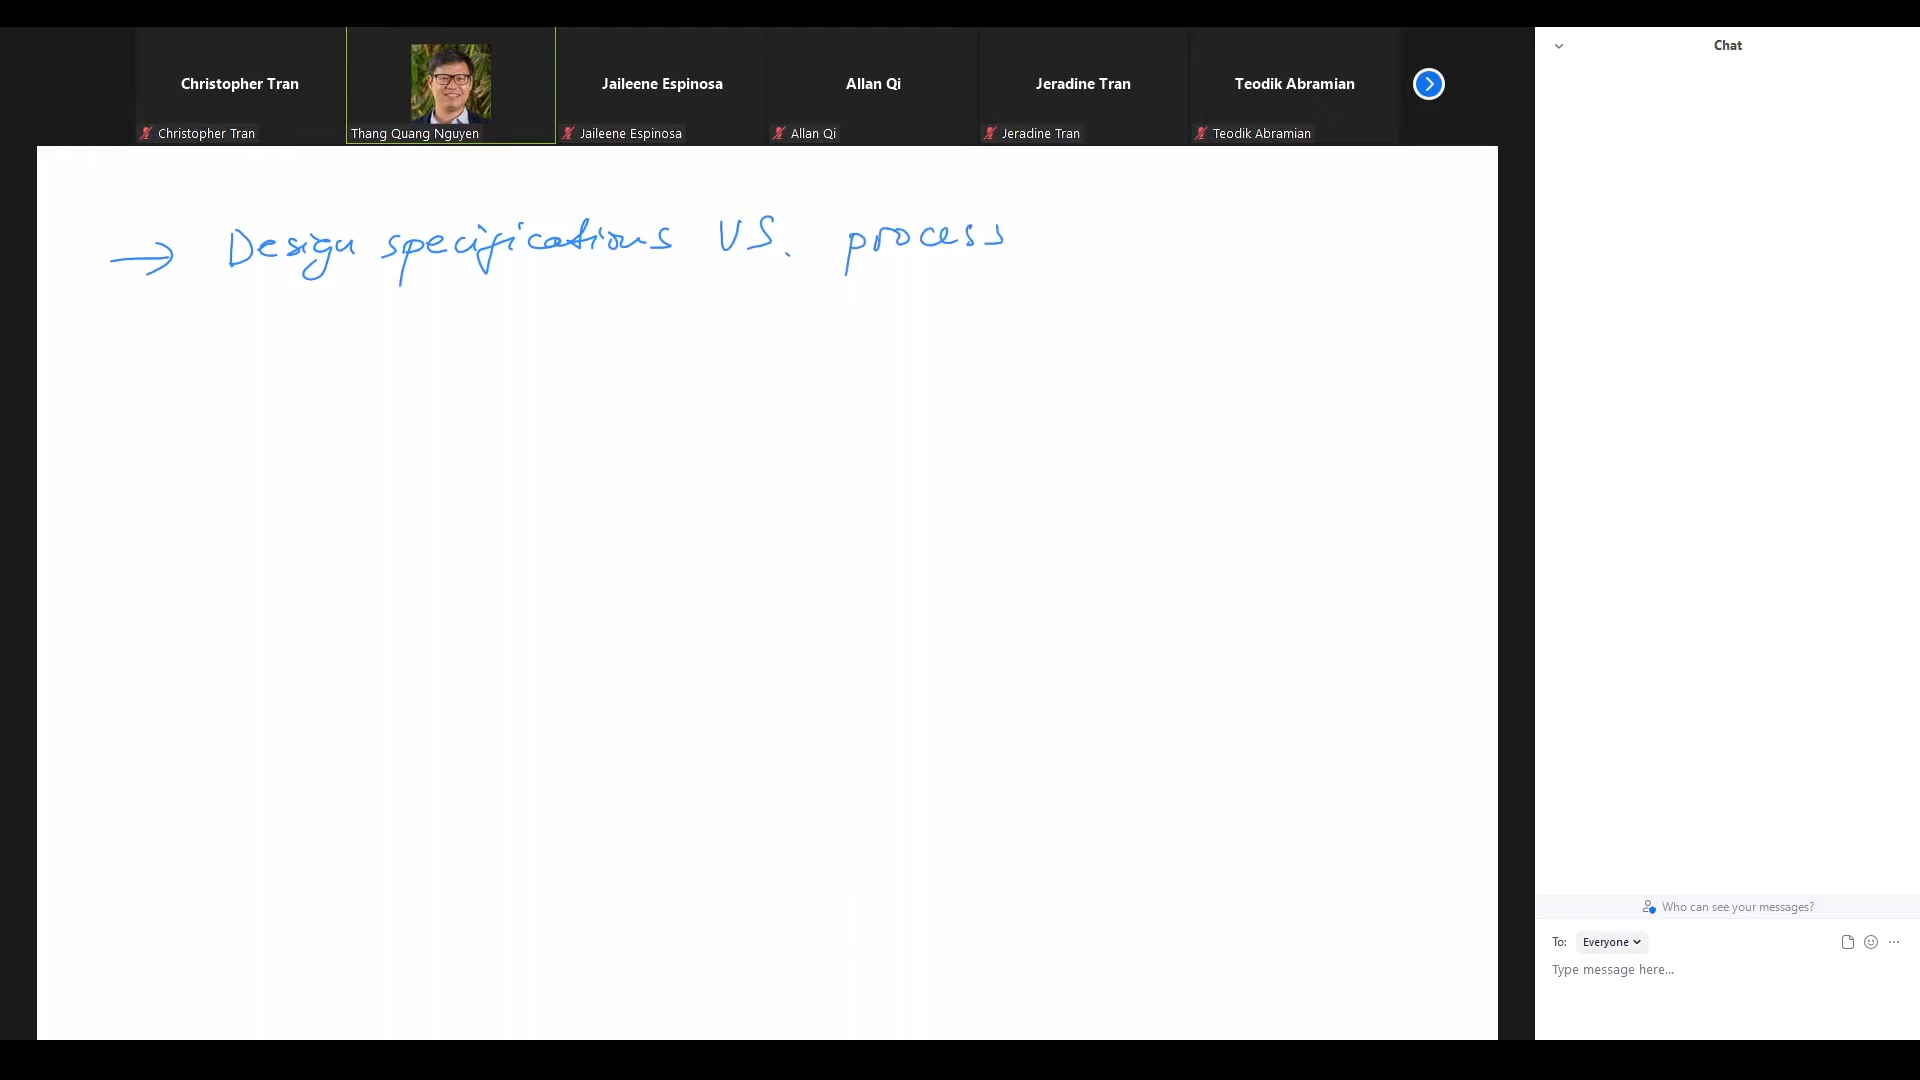 Chat
Christopher Tran
Jaileene Espinosa
Allan Qi
Jeradine Tran
Teodik Abramian
Christopher Tran
Thang Quang Nguyen
Jaileene Espinosa
Allan Qi
Jeradine Tran
Teodik Abramian
→ Design specifications VS. process
Who can see your messages?
To: Everyone
Type message here...